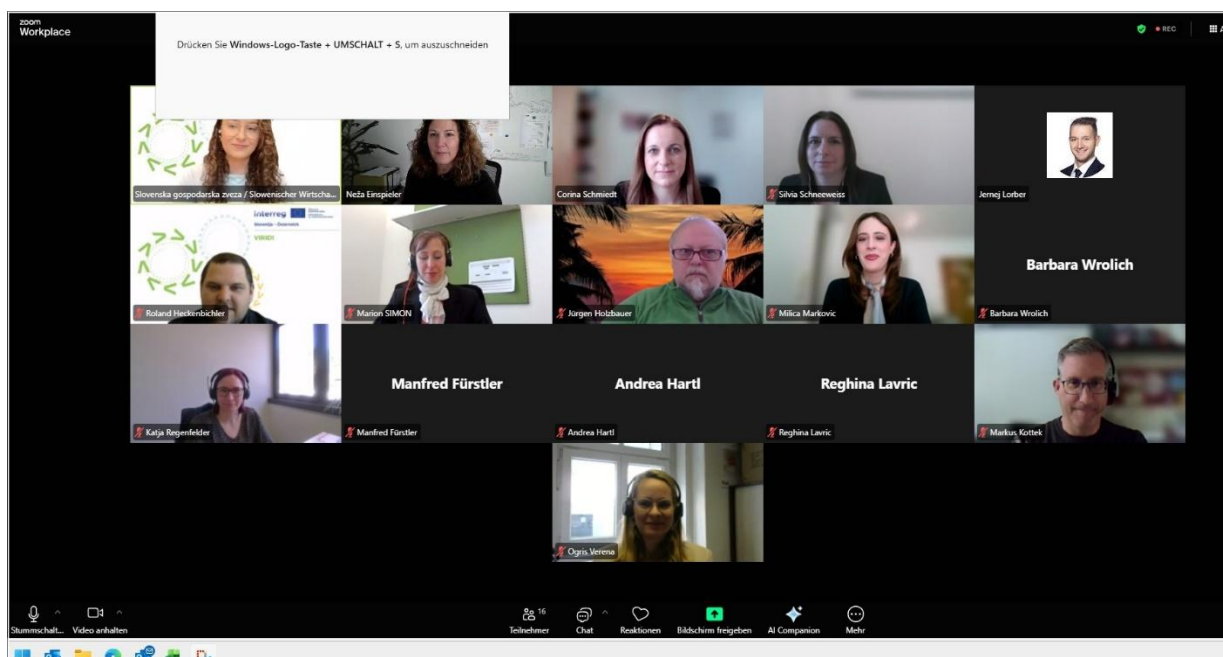 zoom
Workplace
Drücken Sie Windows-Logo-Taste + UMSCHALT + S, um auszuschneiden
REC
A
Slovenska gospodarska zveza / Slowenischer Wirtscha...
Neža Einspieler
Corina Schmiedt
Silvia Schneeweiss
Jernej Lorber
Interreg
Slovenija – Österreich
VIRIDI
Roland Heckenbichler
Marion SIMON
Jürgen Holzbauer
Milica Markovic
Barbara Wrolich
Barbara Wrolich
Katja Regenfelder
Manfred Fürstler
Manfred Fürstler
Andrea Hartl
Andrea Hartl
Reghina Lavric
Reghina Lavric
Markus Kottek
Ogris Verena
Stummschalt...
Video anhalten
16
Teilnehmer
Chat
Reaktionen
Bildschirm freigeben
AI Companion
Mehr